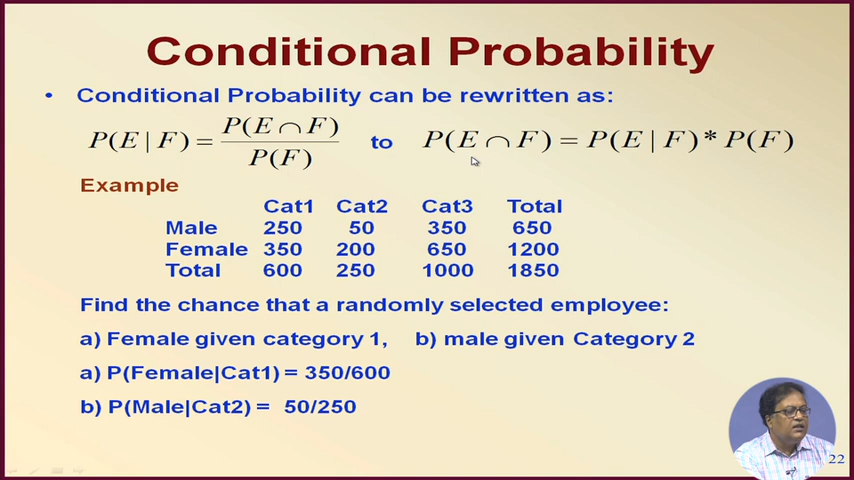 Conditional Probability
• Conditional Probability can be rewritten as:
P(E | F) = P(E ∩ F) / P(F) to P(E ∩ F) = P(E | F) * P(F)
Example
Cat1 Cat2 Cat3 Total
Male 250 50 350 650
Female 350 200 650 1200
Total 600 250 1000 1850
Find the chance that a randomly selected employee:
a) Female given category 1, b) male given Category 2
a) P(Female|Cat1) = 350/600
b) P(Male|Cat2) = 50/250
22